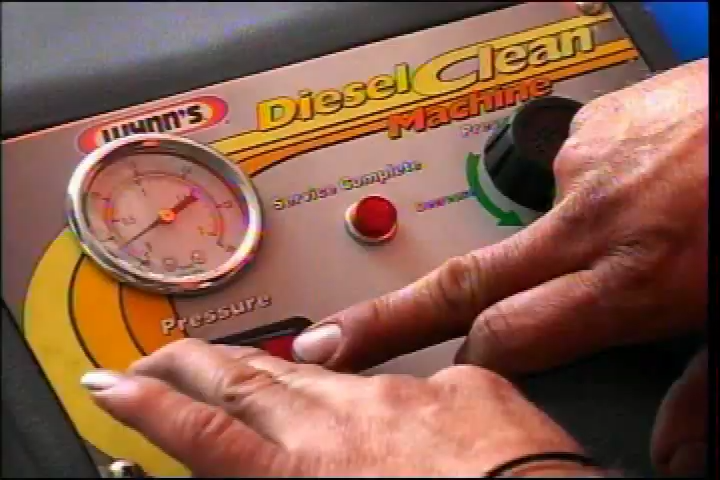 WYNN'S
Diesel Clean
Machine
Service Complete
Pressure